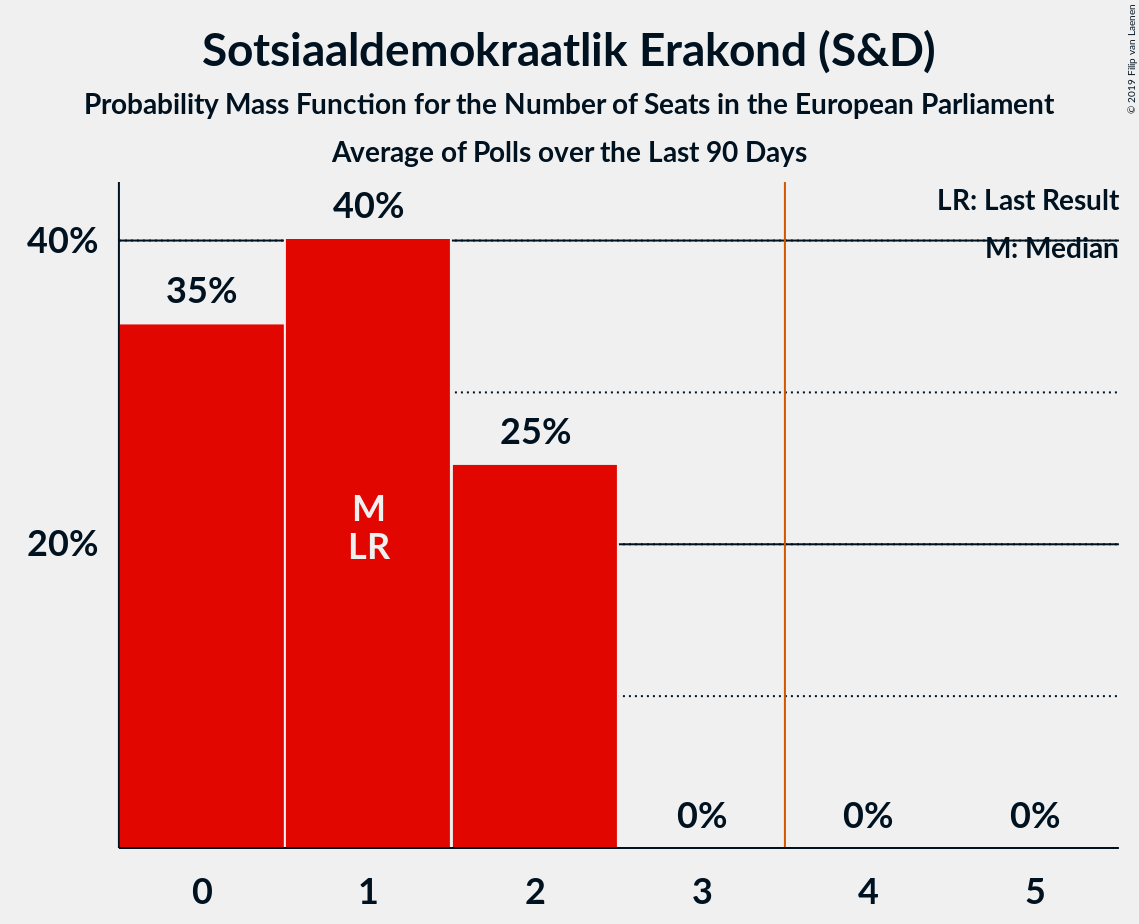 Sotsiaaldemokraatlik Erakond (S&D)
Probability Mass Function for the Number of Seats in the European Parliament
Average of Polls over the Last 90 Days
© 2019 Filip van Laenen
LR: Last Result
M: Median
40%
20%
35%
40%
25%
0%
0%
0%
M
LR
0
1
2
3
4
5